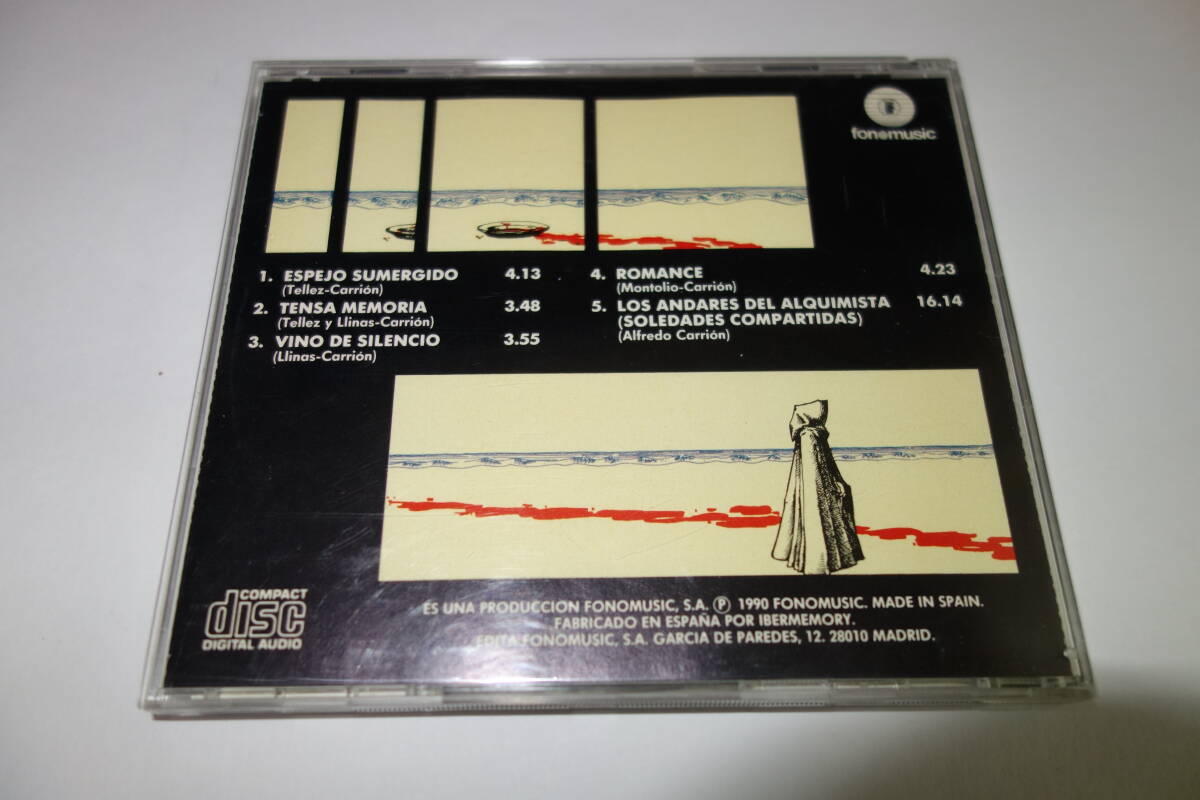 fonomusic
1. ESPEJO SUMERGIDO 4.13
(Tellez-Carrión)
2. TENSA MEMORIA 3.48
(Tellez y Llinas-Carrión)
3. VINO DE SILENCIO 3.55
(Llinas-Carrión)
4. ROMANCE 4.23
(Montolio-Carrión)
5. LOS ANDARES DEL ALQUIMISTA 16.14
(SOLEDADES COMPARTIDAS)
(Alfredo Carrión)
COMPACT
disc
DIGITAL AUDIO
ES UNA PRODUCCION FONOMUSIC, S.A. Ⓟ 1990 FONOMUSIC. MADE IN SPAIN.
FABRICADO EN ESPAÑA POR IBERMEMORY.
EDITA FONOMUSIC, S.A. GARCIA DE PAREDES, 12. 28010 MADRID.